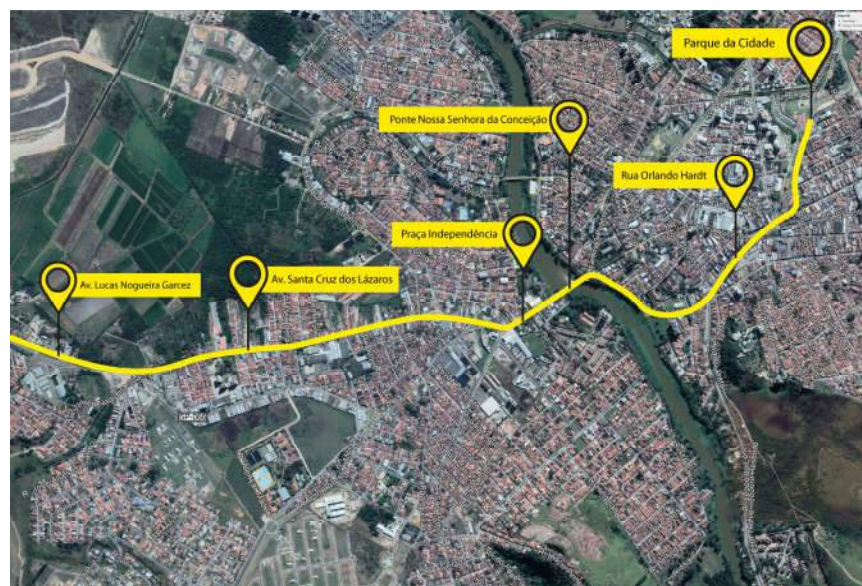 Parque da Cidade
Ponte Nossa Senhora da Conceição
Rua Orlando Hardt
Praça Independência
Av. Santa Cruz dos Lázaros
Av. Lucas Nogueira Garcez